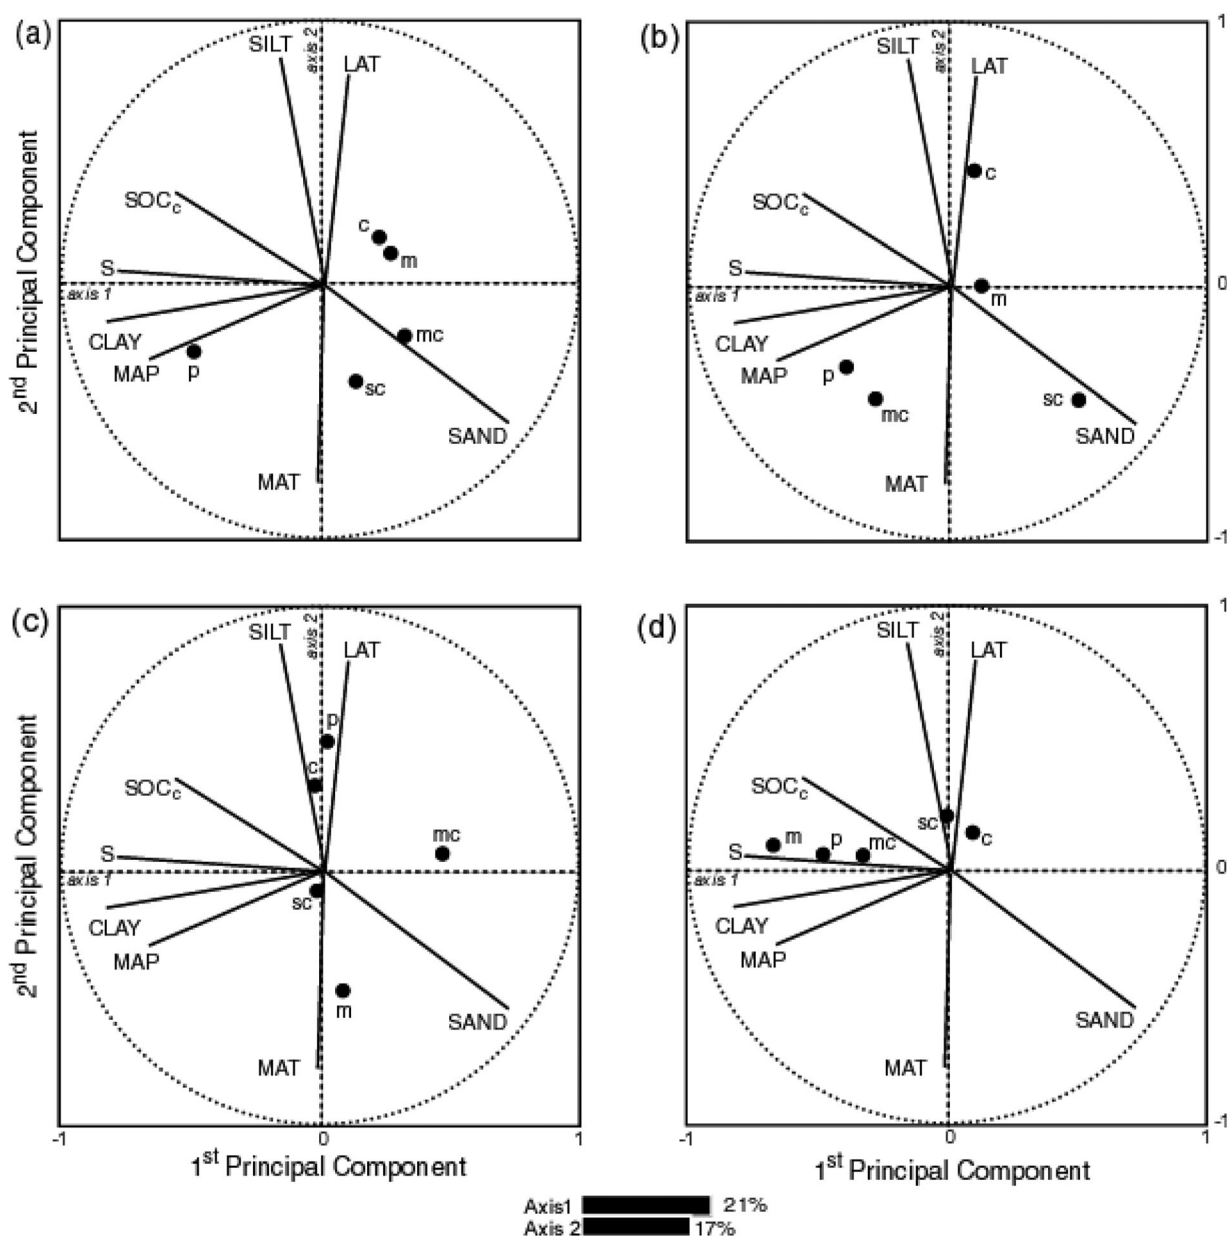 (a)
SILT
axis 2
LAT
SOCc
S
axis 1
CLAY
MAP
p
c
m
mc
sc
SAND
MAT
2nd Principal Component
(b)
SILT
axis 2
LAT
1
c
SOCc
S
axis 1
0
m
CLAY
MAP
p
mc
sc
SAND
MAT
-1
(c)
SILT
axis 2
LAT
p
c
SOCc
mc
S
axis 1
sc
CLAY
MAP
m
SAND
MAT
2nd Principal Component
-1
0
1
1st Principal Component
(d)
SILT
axis 2
LAT
1
SOCc
sc
c
m
p
mc
S
axis 1
0
CLAY
MAP
SAND
MAT
-1
-1
0
1
1st Principal Component
Axis1 21%
Axis 2 17%